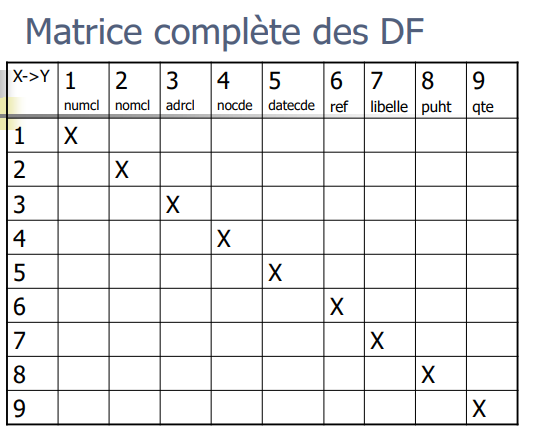 Matrice complète des DF
X->Y 1 2 3 4 5 6 7 8 9
numcl nomcl adrcl nocde datecde ref libelle puht qte
1 X
2 X
3 X
4 X
5 X
6 X
7 X
8 X
9 X